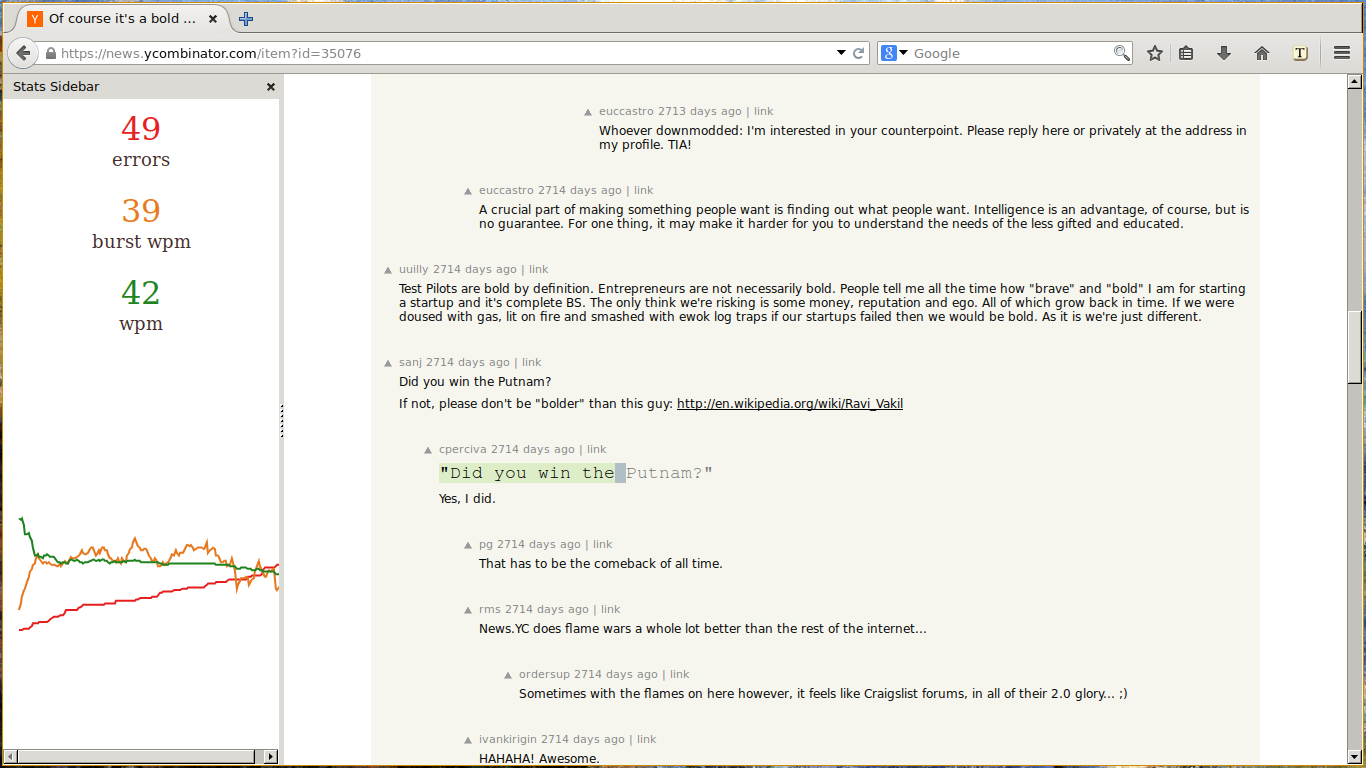 Of course it's a bold ...
https://news.ycombinator.com/item?id=35076
Google
Stats Sidebar
49
errors
39
burst wpm
42
wpm
euccastro 2713 days ago | link
Whoever downmodded: I'm interested in your counterpoint. Please reply here or privately at the address in
my profile. TIA!
euccastro 2714 days ago | link
A crucial part of making something people want is finding out what people want. Intelligence is an advantage, of course, but is
no guarantee. For one thing, it may make it harder for you to understand the needs of the less gifted and educated.
uuilly 2714 days ago | link
Test Pilots are bold by definition. Entrepreneurs are not necessarily bold. People tell me all the time how "brave" and "bold" I am for starting
a startup and it's complete BS. The only think we're risking is some money, reputation and ego. All of which grow back in time. If we were
doused with gas, lit on fire and smashed with ewok log traps if our startups failed then we would be bold. As it is we're just different.
sanj 2714 days ago | link
Did you win the Putnam?
If not, please don't be "bolder" than this guy: http://en.wikipedia.org/wiki/Ravi_Vakil
cperciva 2714 days ago | link
"Did you win the Putnam?"
Yes, I did.
pg 2714 days ago | link
That has to be the comeback of all time.
rms 2714 days ago | link
News.YC does flame wars a whole lot better than the rest of the internet...
ordersup 2714 days ago | link
Sometimes with the flames on here however, it feels like Craigslist forums, in all of their 2.0 glory... ;)
ivankirigin 2714 days ago | link
HAHAHA! Awesome.